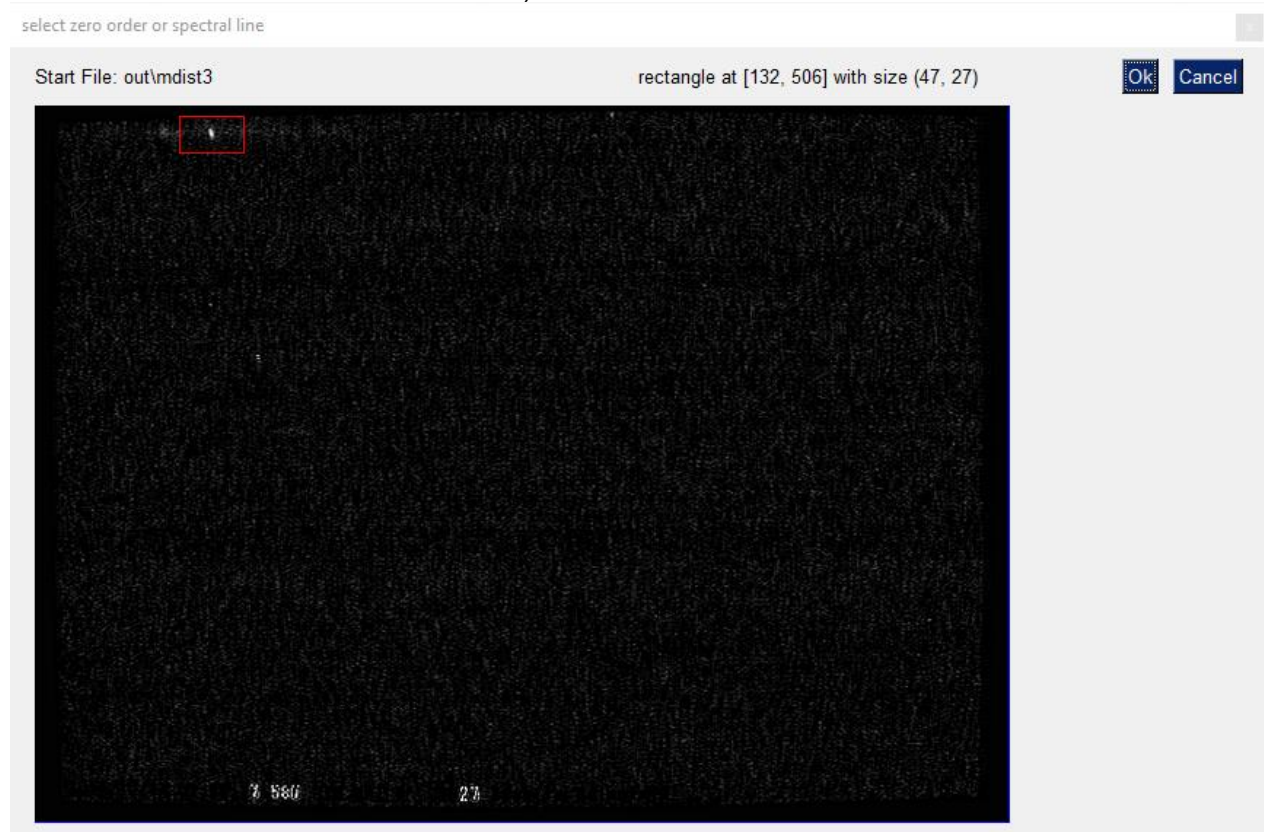 select zero order or spectral line
Start File: out\mdist3 rectangle at [132, 506] with size (47, 27) Ok Cancel